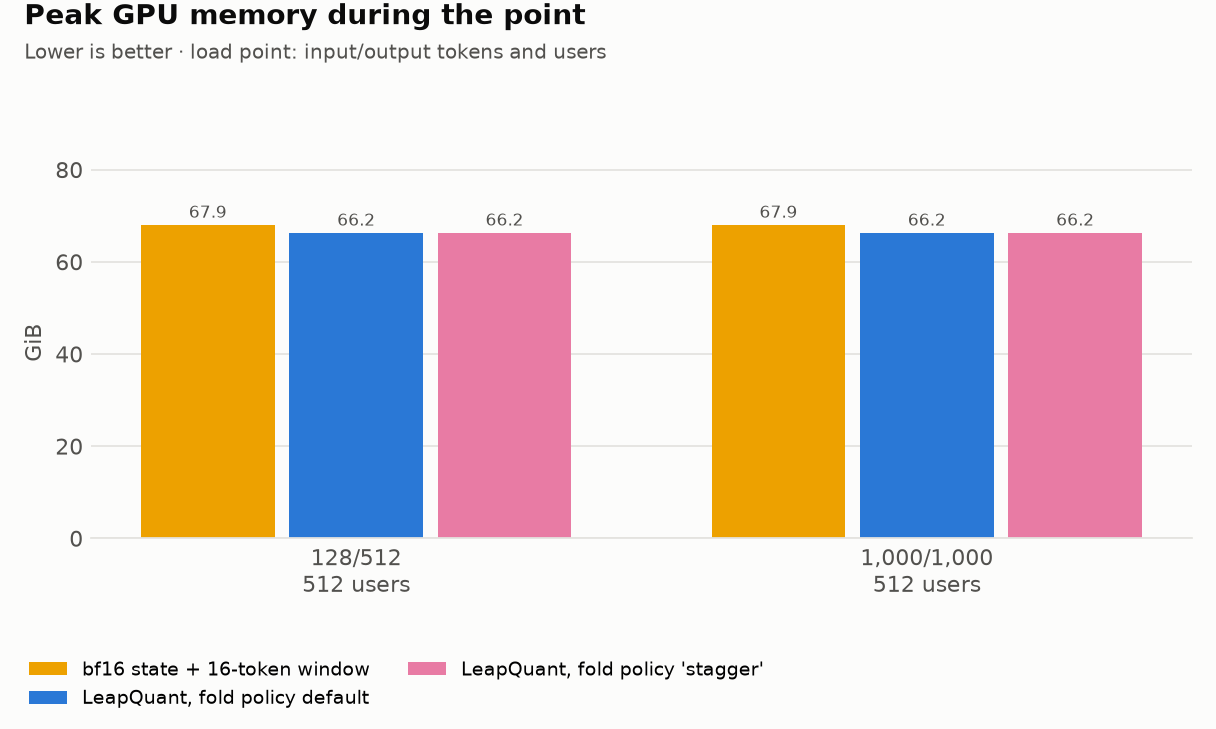 Peak GPU memory during the point
Lower is better · load point: input/output tokens and users
80
60
40
20
0
GiB
67.9
66.2
66.2
67.9
66.2
66.2
128/512
512 users
1,000/1,000
512 users
bf16 state + 16-token window
LeapQuant, fold policy default
LeapQuant, fold policy 'stagger'